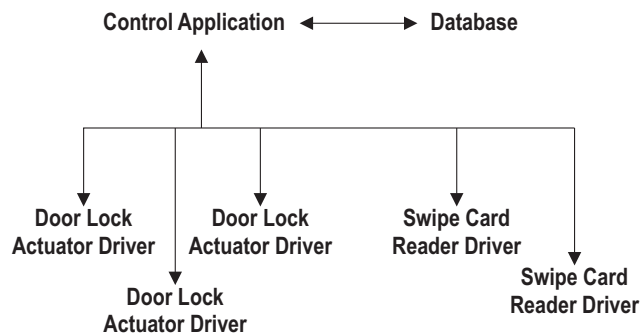 Control Application
Database
Door Lock
Actuator Driver
Door Lock
Actuator Driver
Door Lock
Actuator Driver
Swipe Card
Reader Driver
Swipe Card
Reader Driver